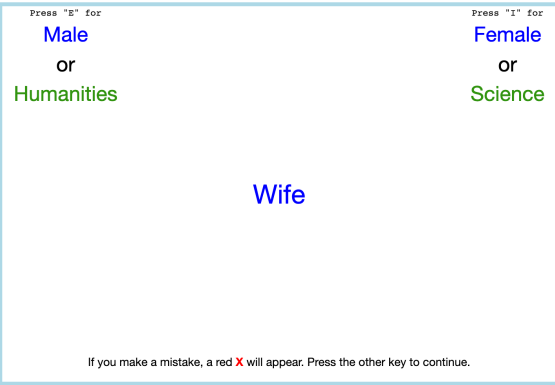 Press "E" for
Male
or
Humanities
Press "I" for
Female
or
Science
Wife
If you make a mistake, a red X will appear. Press the other key to continue.